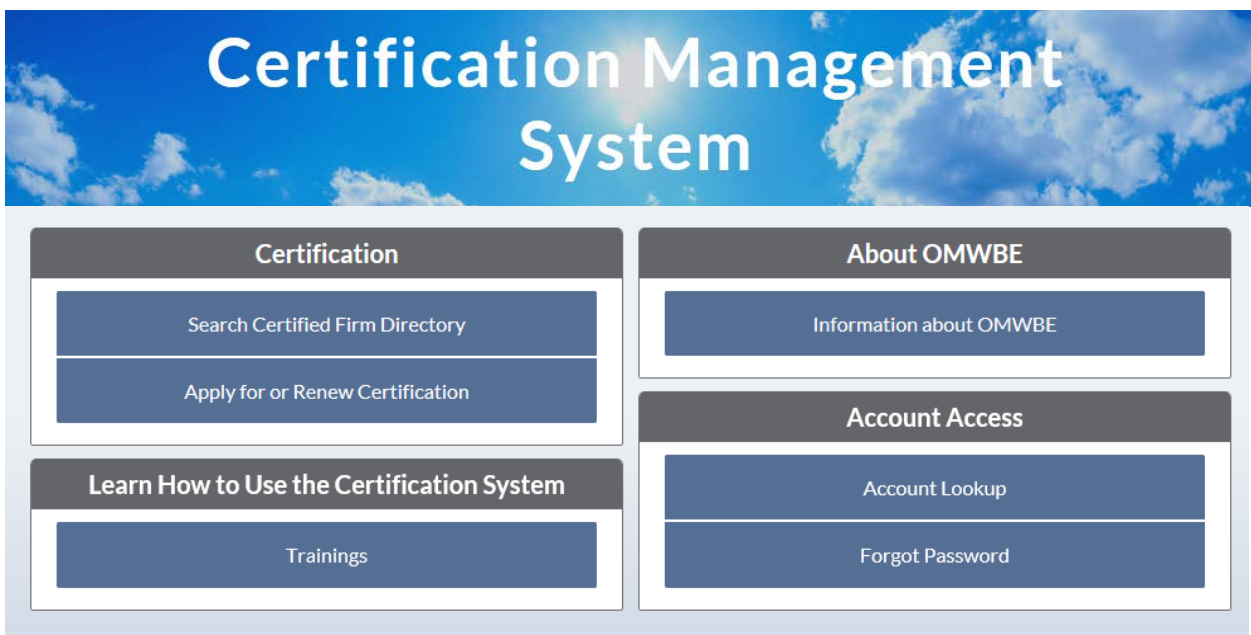 Certification Management
System
Certification
Search Certified Firm Directory
Apply for or Renew Certification
Learn How to Use the Certification System
Trainings
About OMWBE
Information about OMWBE
Account Access
Account Lookup
Forgot Password